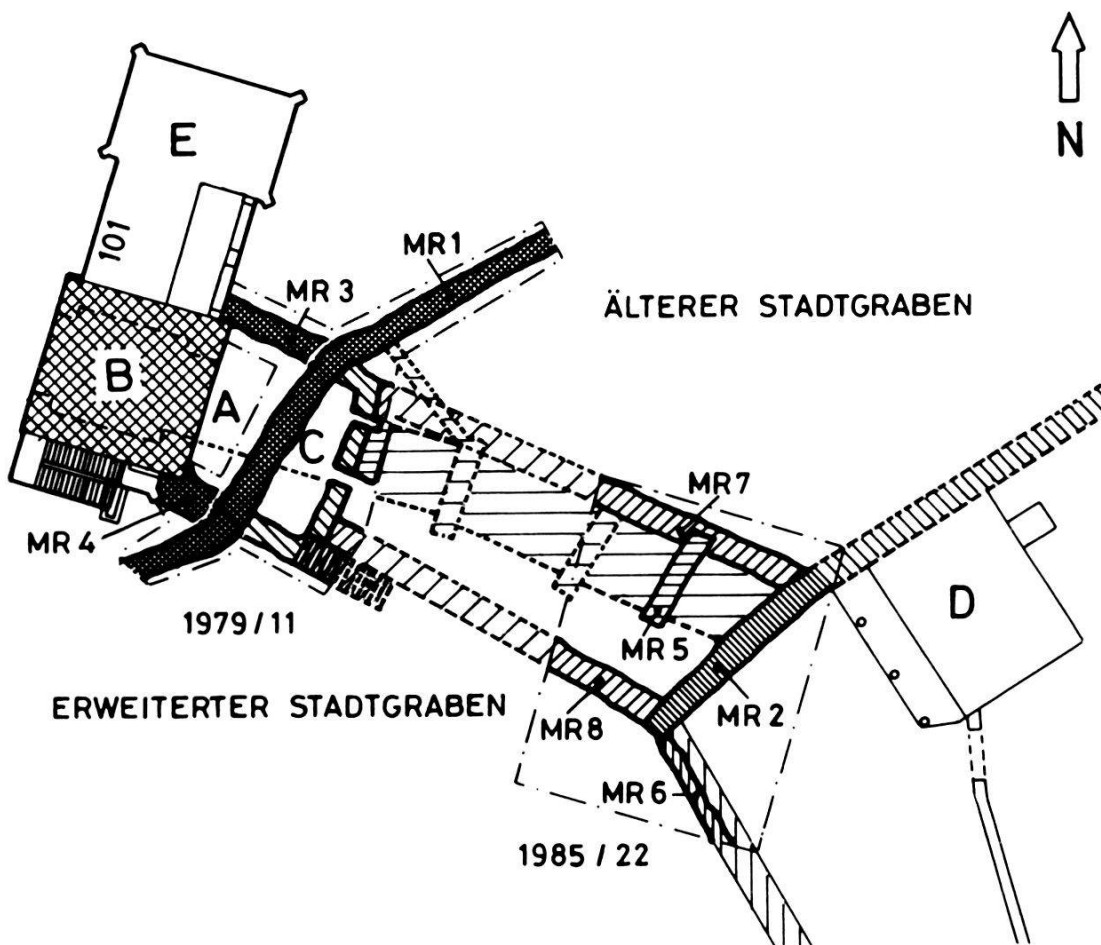 N
E
101
MR 1
MR 3
ÄLTERER STADTGRABEN
B
A
C
MR 7
MR 4
D
1979/11
MR 5
ERWEITERTER STADTGRABEN
MR 2
MR 8
MR 6
1985/22